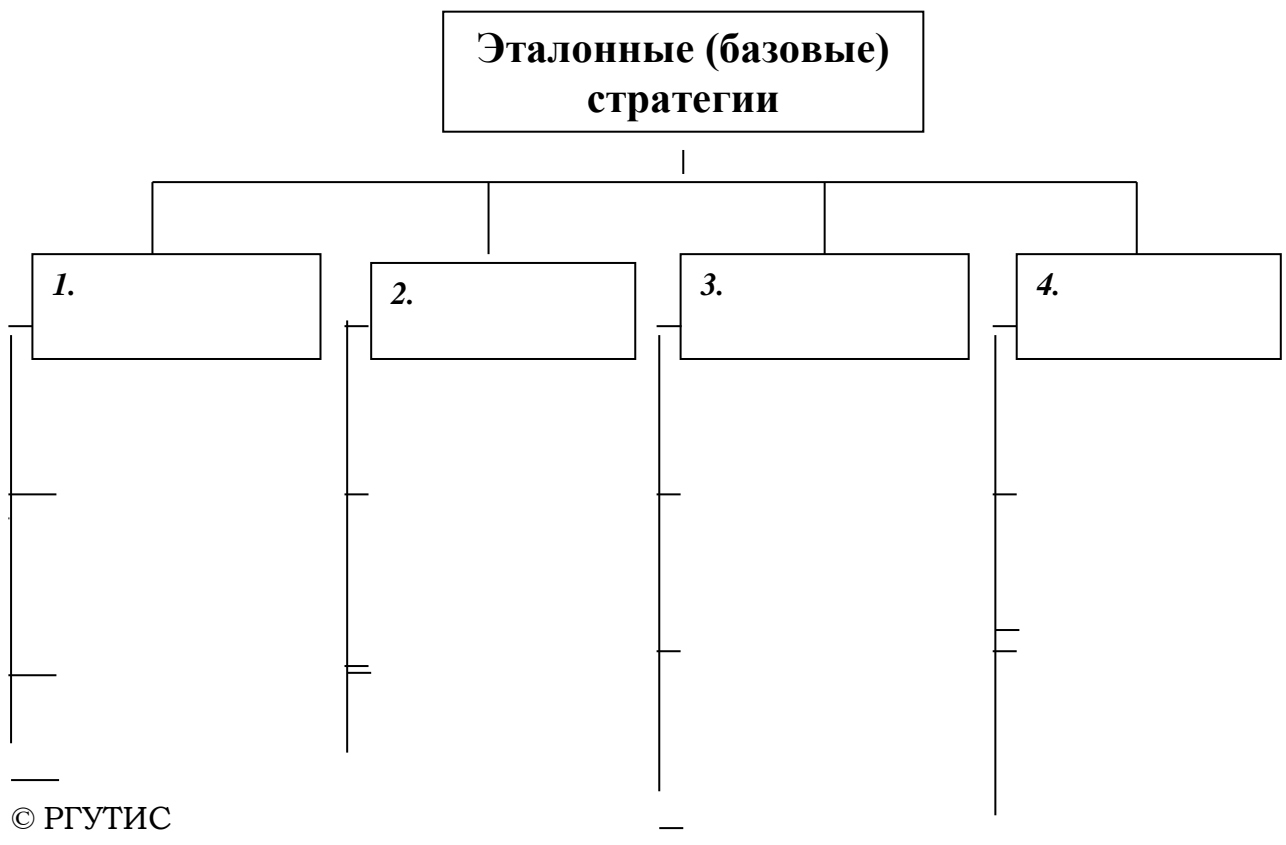 Эталонные (базовые)
стратегии
1.
2.
3.
4.
© РГУТИС